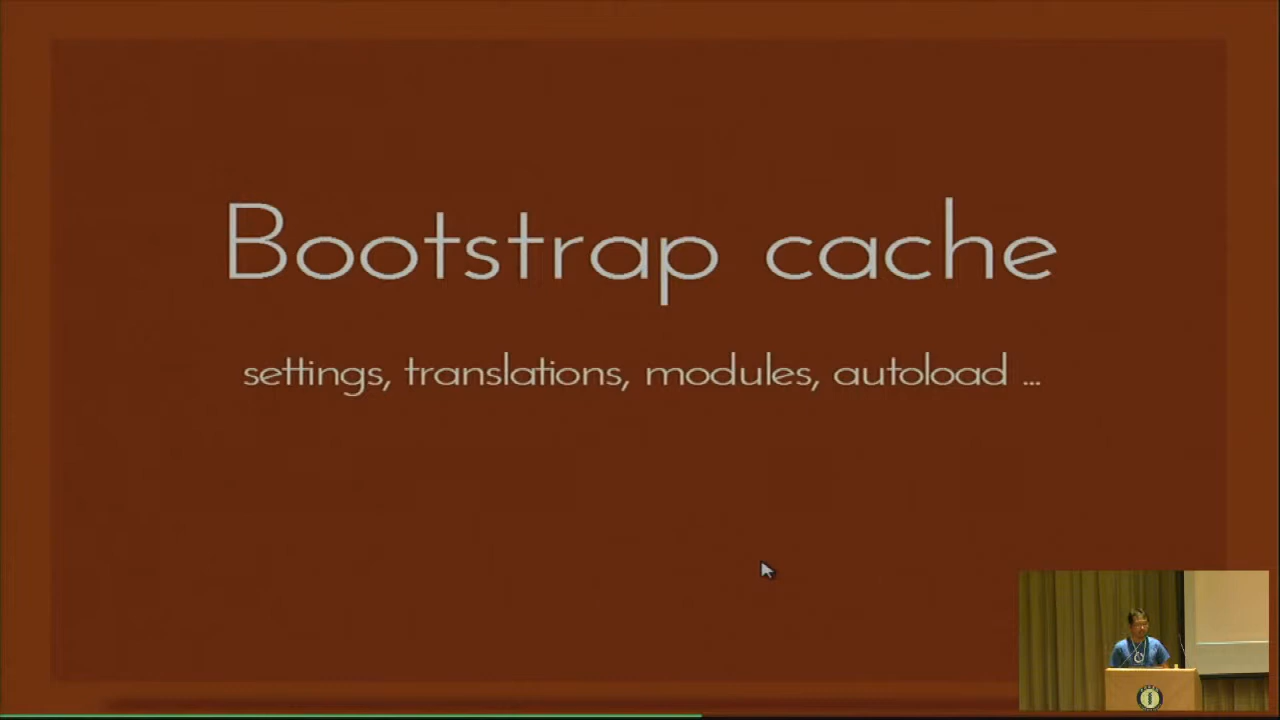 Bootstrap cache
settings, translations, modules, autoload ...